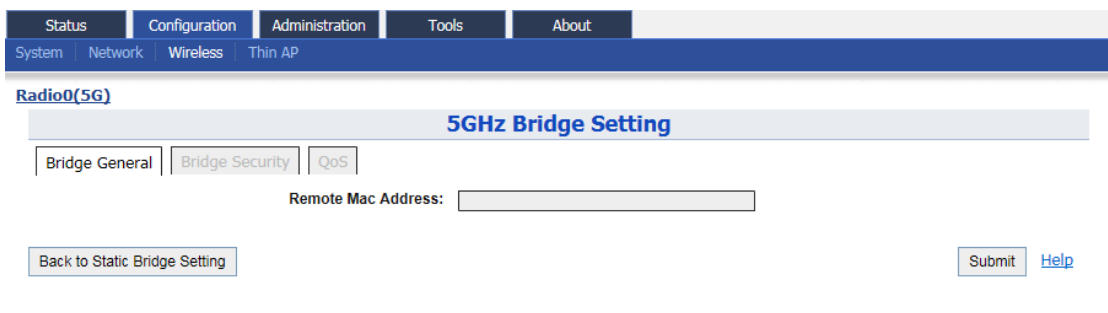 Status Configuration Administration Tools About
System Network Wireless Thin AP
Radio0(5G)
5GHz Bridge Setting
Bridge General Bridge Security QoS
Remote Mac Address:
Back to Static Bridge Setting Submit Help